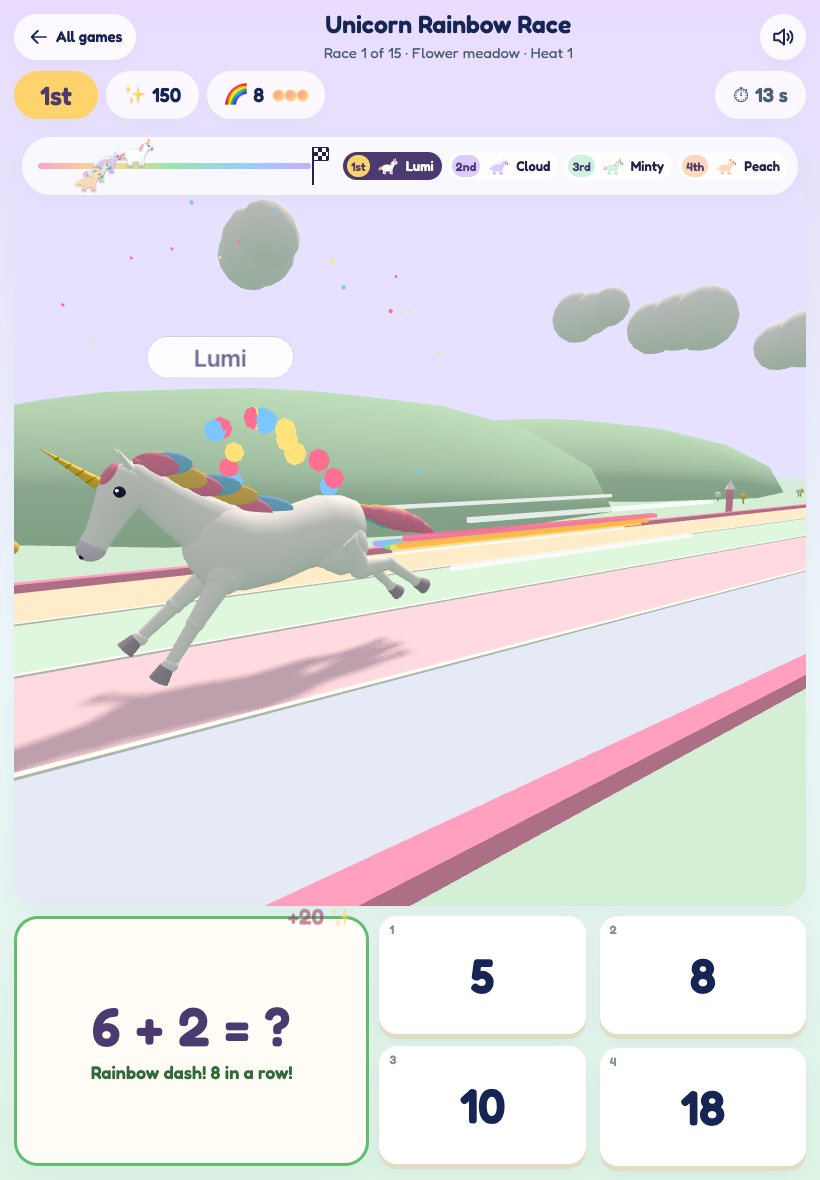 All games
Unicorn Rainbow Race
Race 1 of 15 · Flower meadow · Heat 1
1st
150
8
13 s
1st Lumi
2nd Cloud
3rd Minty
4th Peach
Lumi
+20
6 + 2 = ?
Rainbow dash! 8 in a row!
1
5
2
8
3
10
4
18